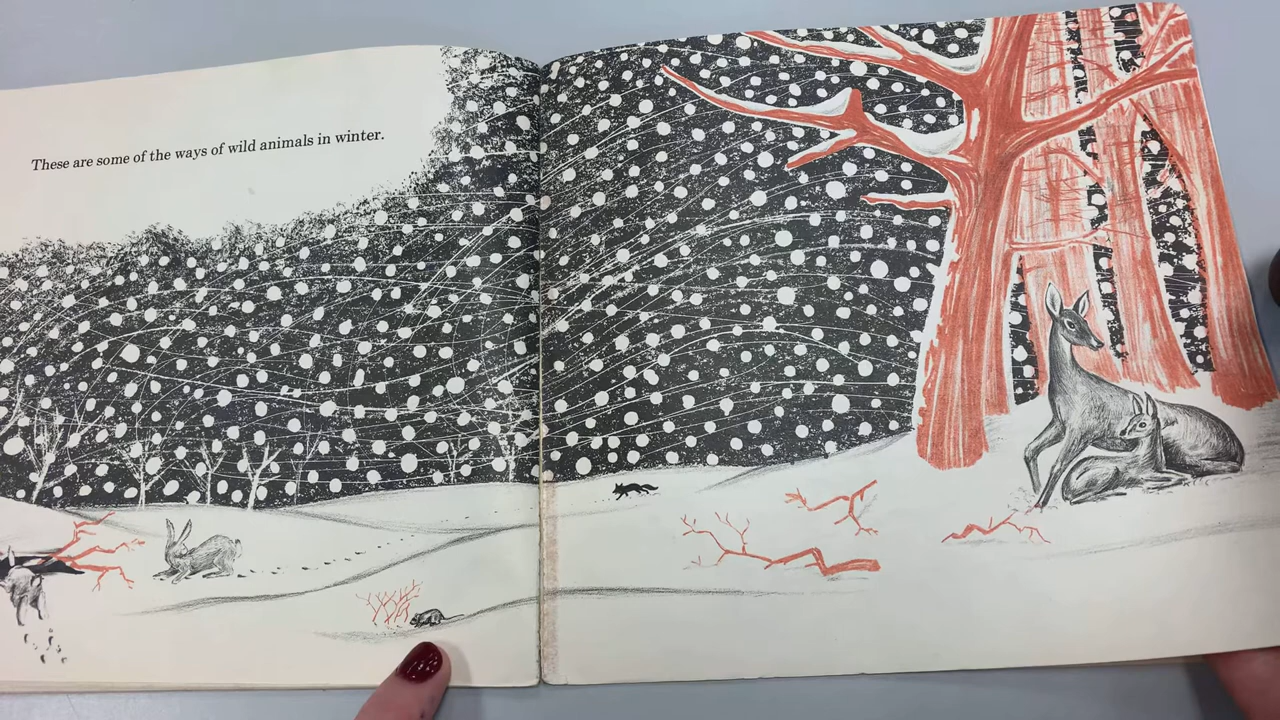 These are some of the ways of wild animals in winter.